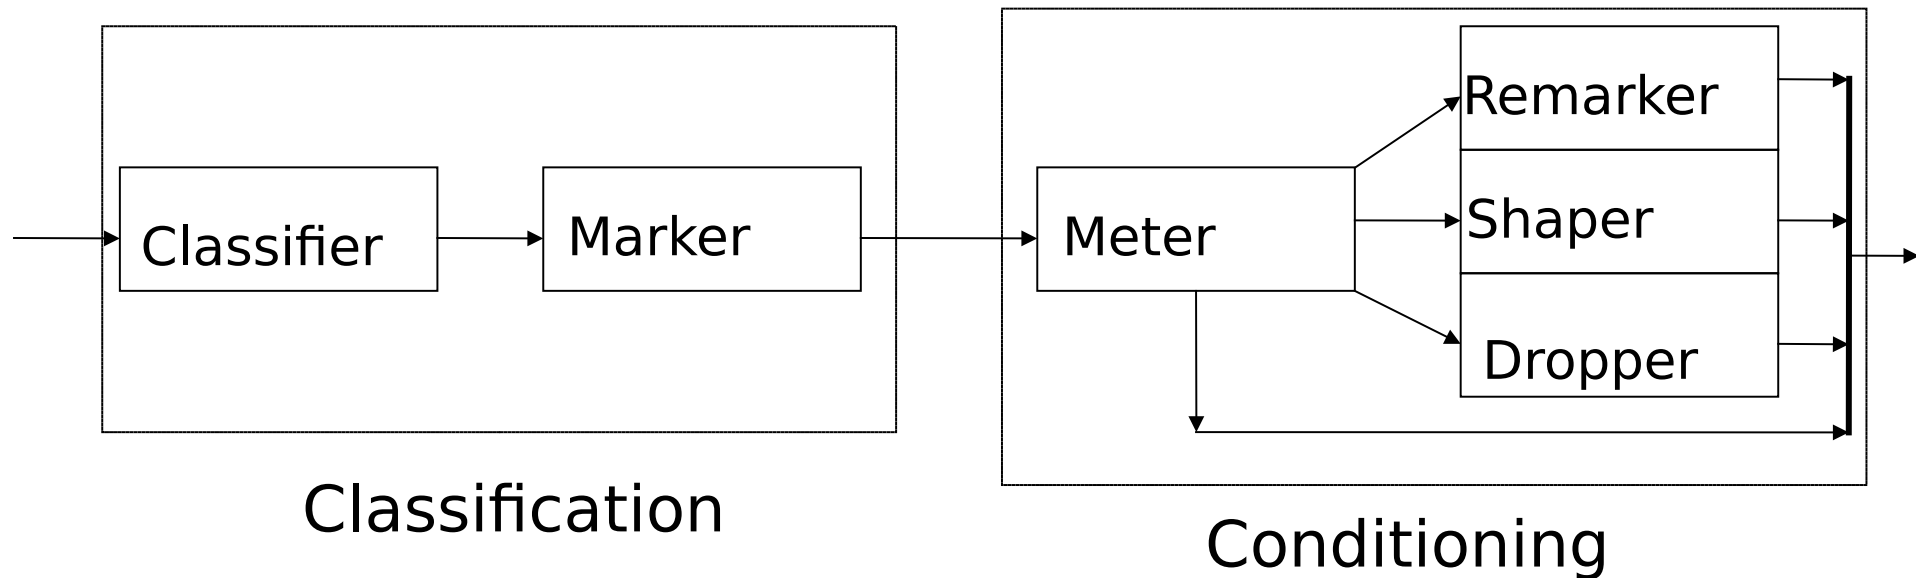 Classifier
Marker
Meter
Remarker
Shaper
Dropper
Classification
Conditioning